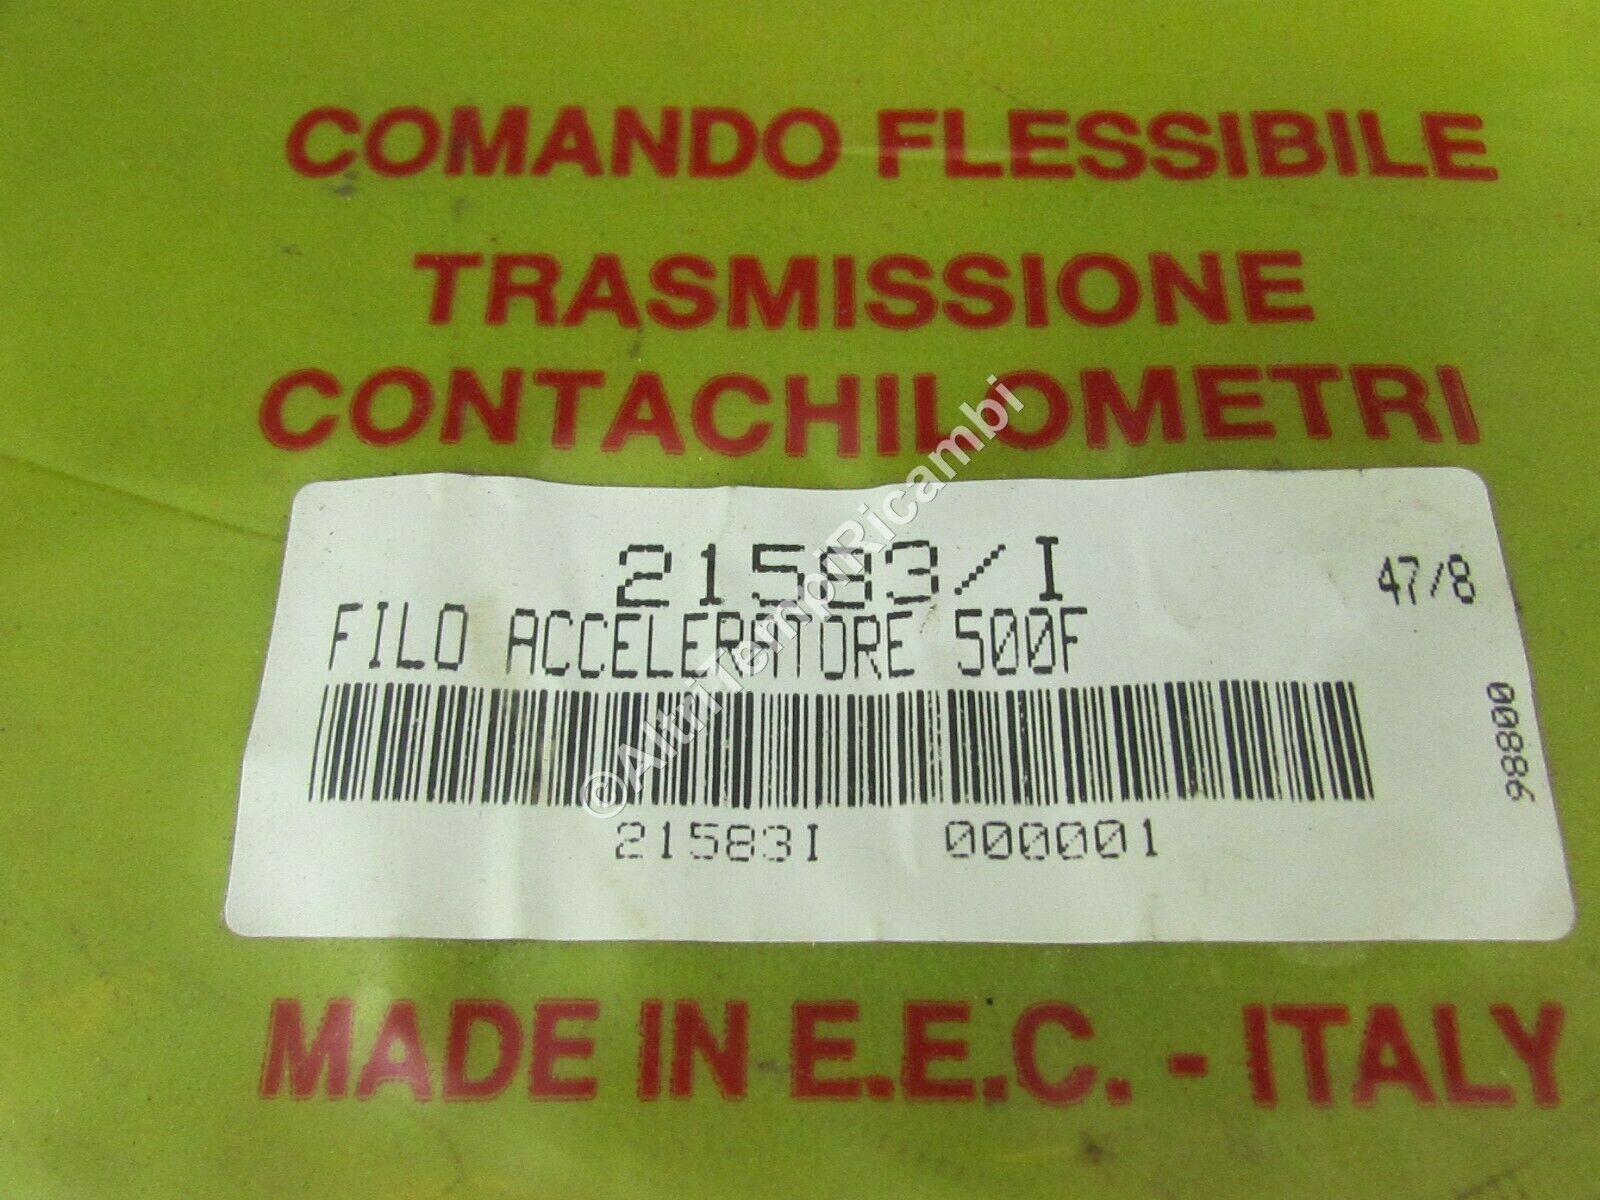 COMANDO FLESSIBILE
TRASMISSIONE
CONTACHILOMETRI
21583/I
47/8
FILO ACCELERATORE 500F
98800
21583I 000001
©AltriTempiRicambi
MADE IN E.E.C. - ITALY